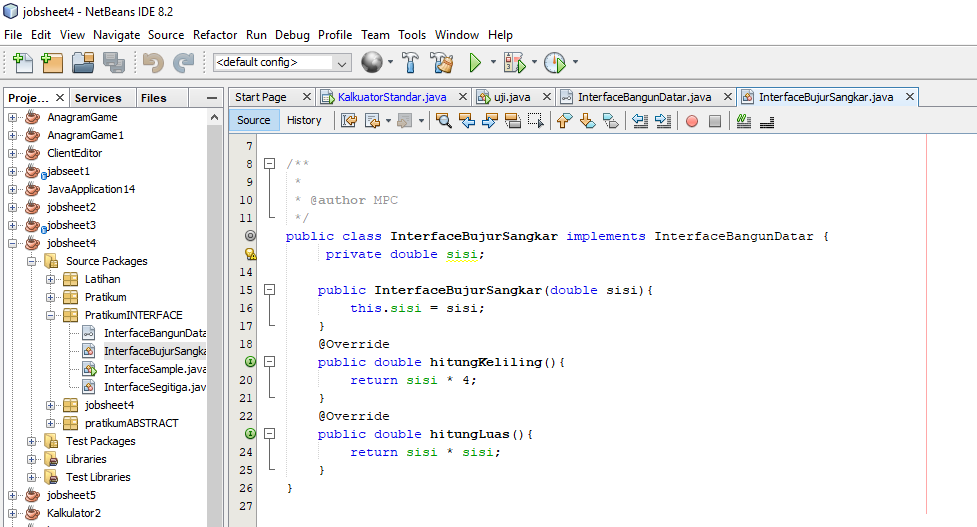 jobsheet4 - NetBeans IDE 8.2
File Edit View Navigate Source Refactor Run Debug Profile Team Tools Window Help
<default config>
Proje... Services Files
Start Page KalkuatorStandar.java uji.java InterfaceBangunDatar.java InterfaceBujurSangkar.java
Source History
AnagramGame
AnagramGame1
ClientEditor
jabseet1
JavaApplication14
jobsheet2
jobsheet3
jobsheet4
Source Packages
Latihan
Pratikum
PratikumINTERFACE
InterfaceBangunData
InterfaceBujurSangka
InterfaceSample.java
InterfaceSegitiga.jav
jobsheet4
pratikumABSTRACT
Test Packages
Libraries
Test Libraries
jobsheet5
Kalkulator2
7
8 /**
9 *
10 * @author MPC
11 */
public class InterfaceBujurSangkar implements InterfaceBangunDatar {
private double sisi;
14
15 public InterfaceBujurSangkar(double sisi){
16 this.sisi = sisi;
17 }
18 @Override
public double hitungKeliling(){
20 return sisi * 4;
21 }
22 @Override
public double hitungLuas(){
24 return sisi * sisi;
25 }
26 }
27